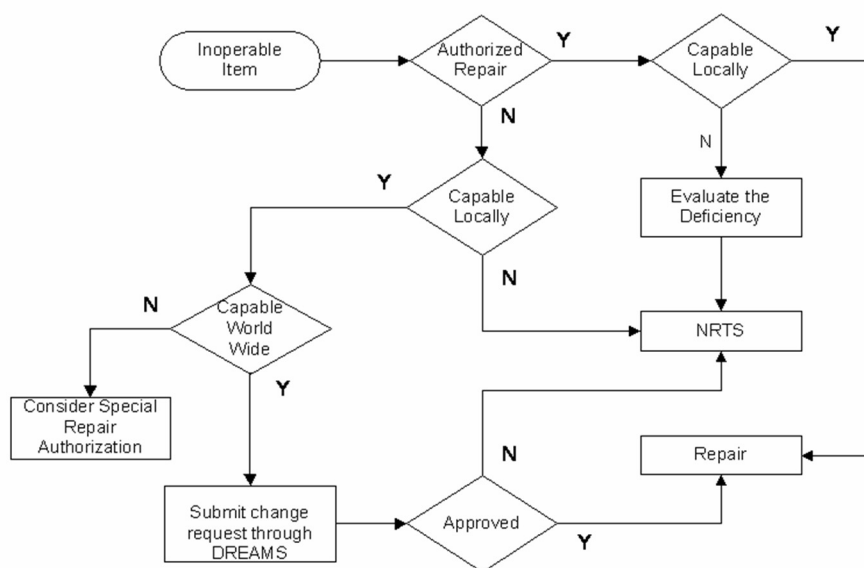 Inoperable
Item
Authorized
Repair
Y
Capable
Locally
Y
N
N
Y
Capable
Locally
Evaluate the
Deficiency
N
N
Capable
World
Wide
NRTS
Y
Consider Special
Repair
Authorization
N
Repair
Submit change
request through
DREAMS
Approved
Y